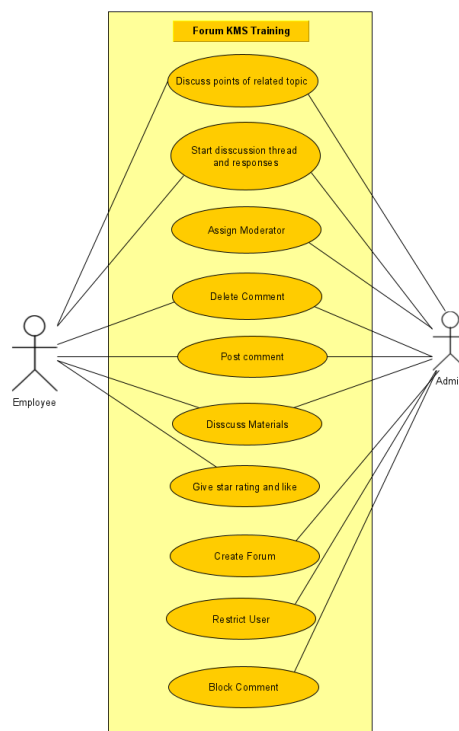 Forum KMS Training
Discuss points of related topic
Start disscussion thread
and responses
Assign Moderator
Delete Comment
Post comment
Employee
Admi
Disscuss Materials
Give star rating and like
Create Forum
Restrict User
Block Comment